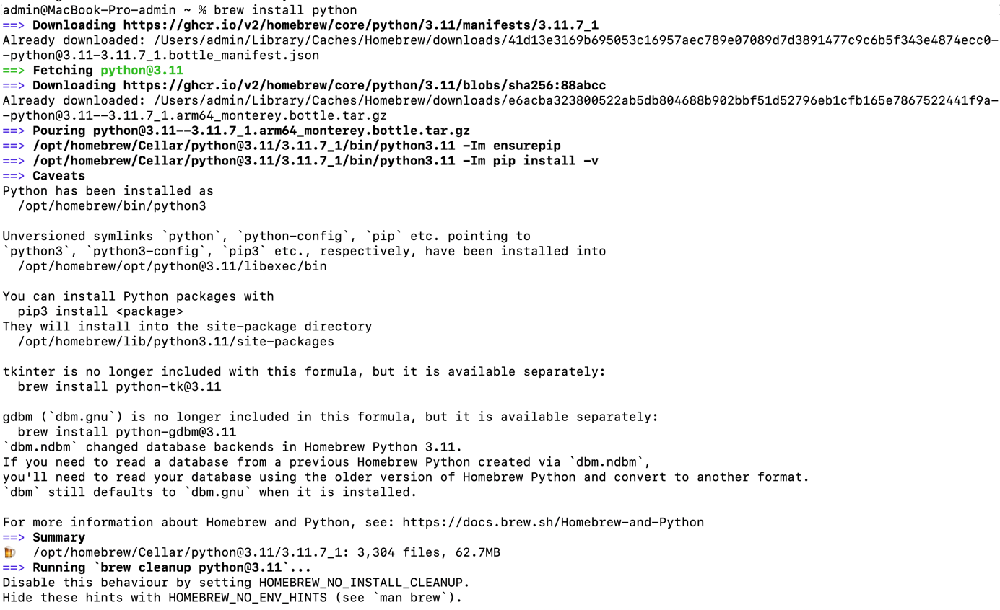 admin@MacBook-Pro-admin ~ % brew install python
==> Downloading https://ghcr.io/v2/homebrew/core/python/3.11/manifests/3.11.7_1
Already downloaded: /Users/admin/Library/Caches/Homebrew/downloads/41d13e3169b695053c16957aec789e07089d7d3891477c9c6b5f343e4874ecc0-
-python@3.11-3.11.7_1.bottle_manifest.json
==> Fetching python@3.11
==> Downloading https://ghcr.io/v2/homebrew/core/python/3.11/blobs/sha256:88abcc
Already downloaded: /Users/admin/Library/Caches/Homebrew/downloads/e6acba323800522ab5db804688b902bbf51d52796eb1cfb165e7867522441f9a-
-python@3.11--3.11.7_1.arm64_monterey.bottle.tar.gz
==> Pouring python@3.11--3.11.7_1.arm64_monterey.bottle.tar.gz
==> /opt/homebrew/Cellar/python@3.11/3.11.7_1/bin/python3.11 -Im ensurepip
==> /opt/homebrew/Cellar/python@3.11/3.11.7_1/bin/python3.11 -Im pip install -v
==> Caveats
Python has been installed as
  /opt/homebrew/bin/python3

Unversioned symlinks `python`, `python-config`, `pip` etc. pointing to
`python3`, `python3-config`, `pip3` etc., respectively, have been installed into
  /opt/homebrew/opt/python@3.11/libexec/bin

You can install Python packages with
  pip3 install <package>
They will install into the site-package directory
  /opt/homebrew/lib/python3.11/site-packages

tkinter is no longer included with this formula, but it is available separately:
  brew install python-tk@3.11

gdbm (`dbm.gnu`) is no longer included in this formula, but it is available separately:
  brew install python-gdbm@3.11
`dbm.ndbm` changed database backends in Homebrew Python 3.11.
If you need to read a database from a previous Homebrew Python created via `dbm.ndbm`,
you'll need to read your database using the older version of Homebrew Python and convert to another format.
`dbm` still defaults to `dbm.gnu` when it is installed.

For more information about Homebrew and Python, see: https://docs.brew.sh/Homebrew-and-Python
==> Summary
🍺  /opt/homebrew/Cellar/python@3.11/3.11.7_1: 3,304 files, 62.7MB
==> Running `brew cleanup python@3.11`...
Disable this behaviour by setting HOMEBREW_NO_INSTALL_CLEANUP.
Hide these hints with HOMEBREW_NO_ENV_HINTS (see `man brew`).